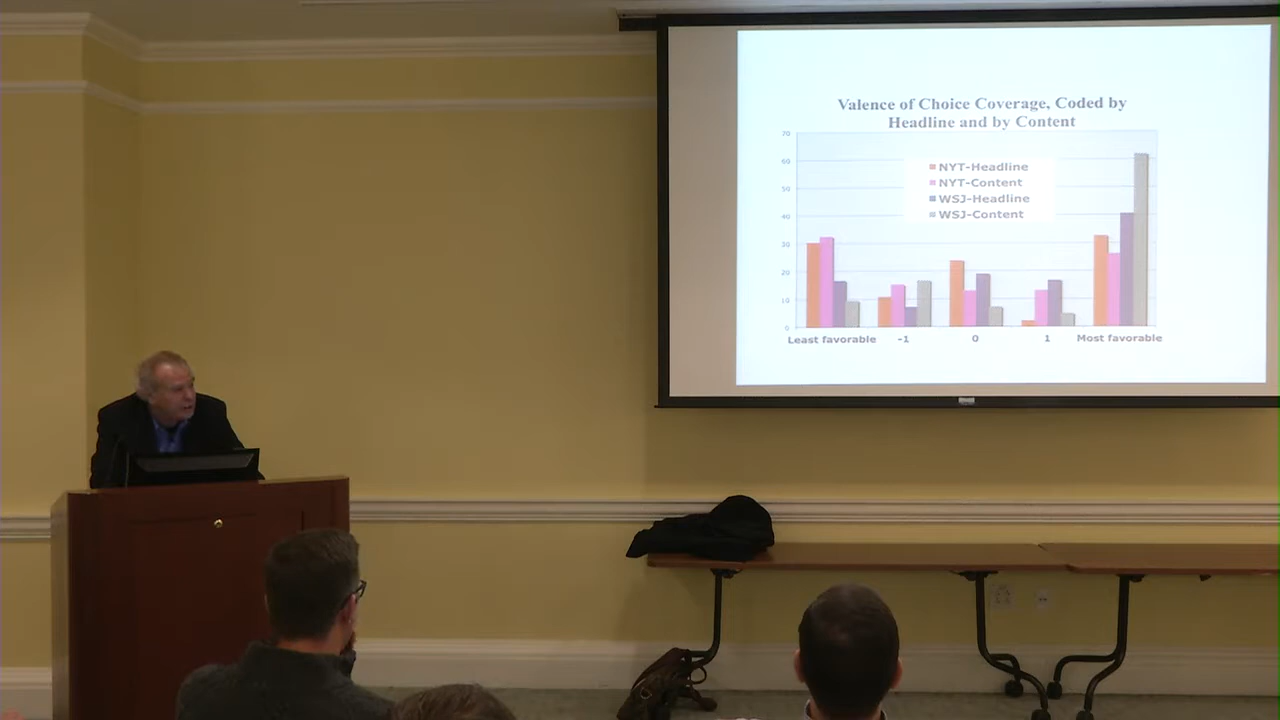 Valence of Choice Coverage, Coded by
Headline and by Content
70
60
50
40
30
20
10
0
NYT-Headline
NYT-Content
WSJ-Headline
WSJ-Content
Least favorable -1 0 1 Most favorable